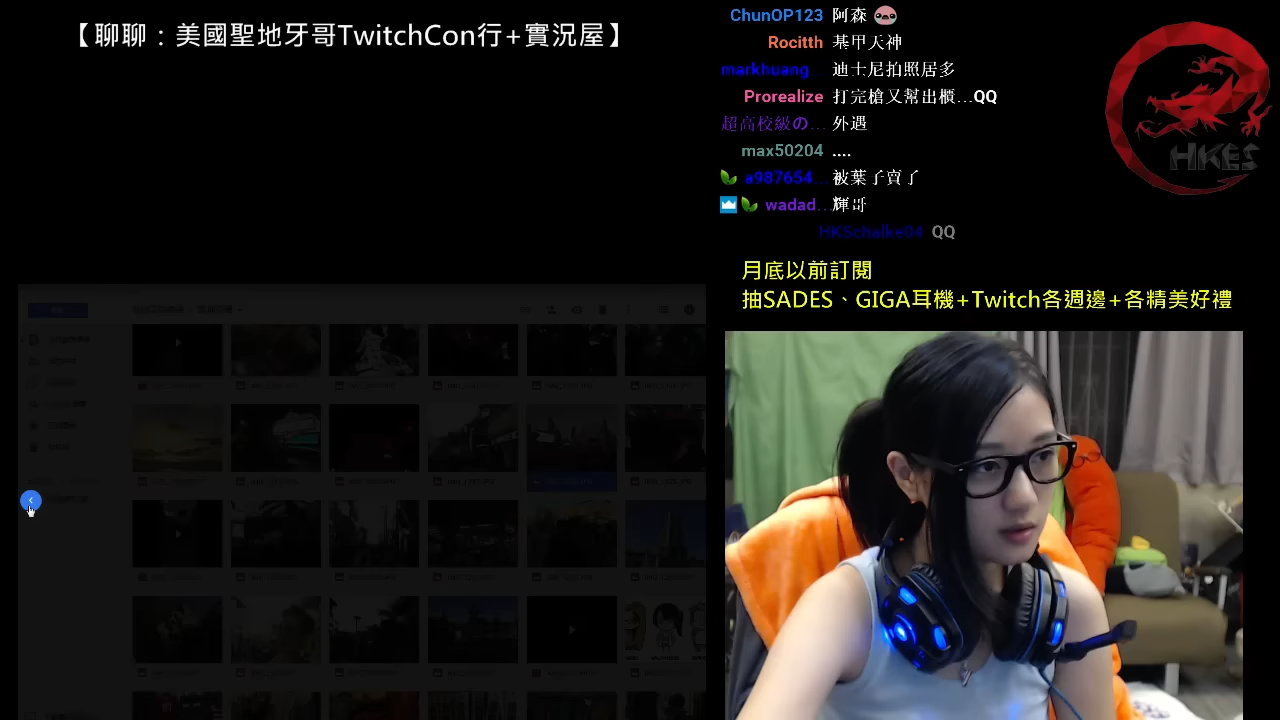 【聊聊：美國聖地牙哥TwitchCon行+實況屋】
ChunOP123 阿森
Rocitth 基甲天神
markhuang... 迪士尼拍照居多
Prorealize 打完槍又幫出櫃...QQ
超高校級の... 外遇
max50204 ....
a987654... 被葉子賣了
wadad... 輝哥
HKSchalke04 QQ
HKES
月底以前訂閱
抽SADES、GIGA耳機+Twitch各週邊+各精美好禮